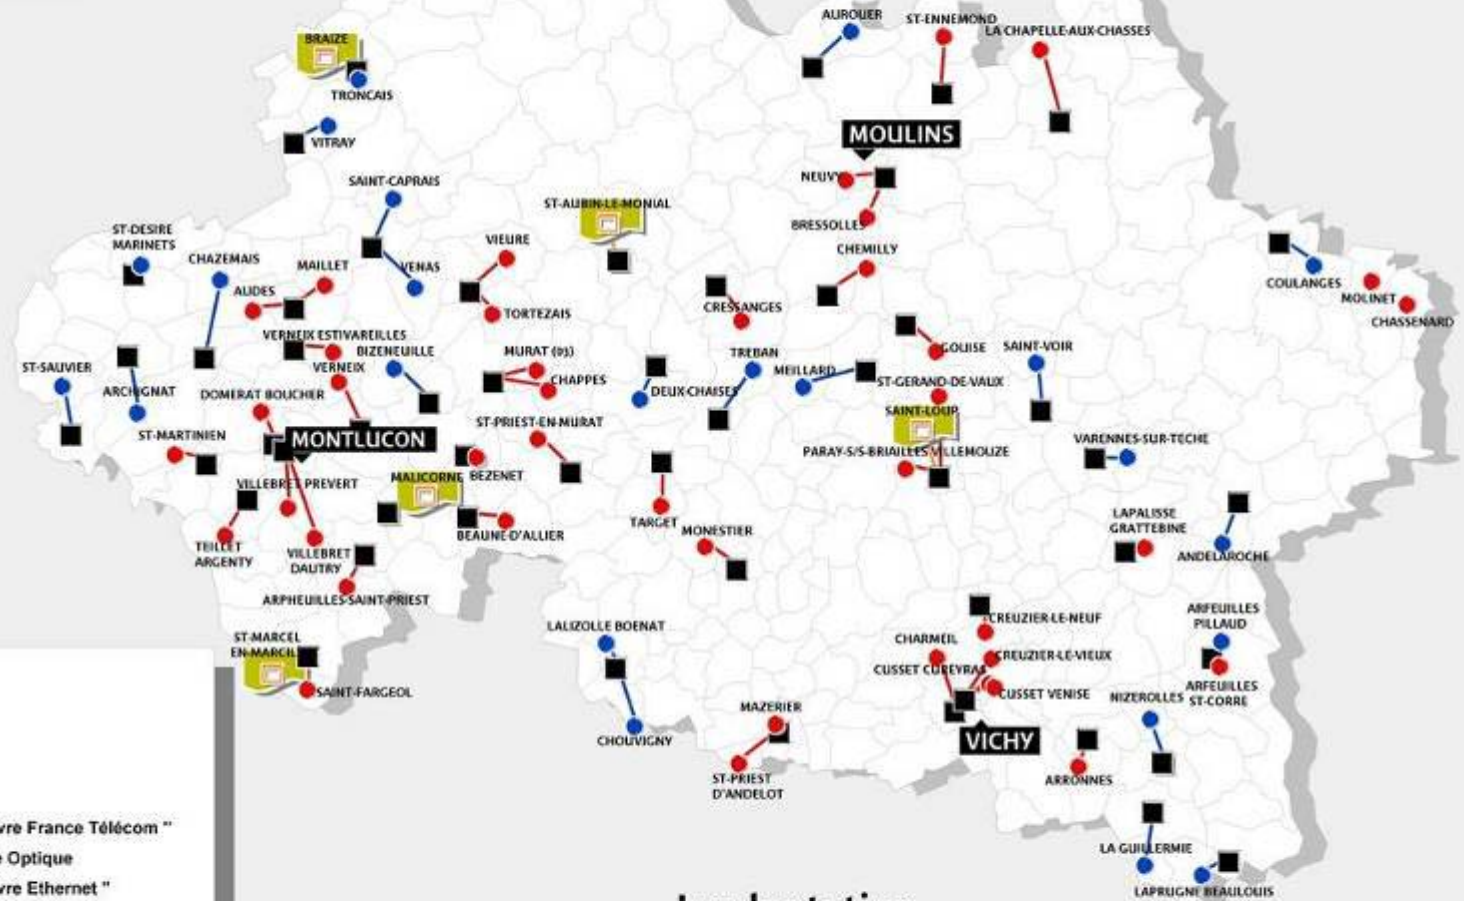 AUROUER
ST-ENNEMOND
LA CHAPELLE-AUX-CHASSES
BRAIZE
TRONCAIS
VITRAY
MOULINS
NEUVY
BRESSOLLES
CHEMILLY
SAINT-CAPRAIS
ST-AUBIN-LE-MONIAL
ST-DESIRE
MARINETS
CHAZEMAIS
MAILLET
AUDES
VENAS
VIEURE
TORTEZAIS
CRESSANGES
COULANGES
MOLINET
CHASSENARD
VERNEIX ESTIVAREILLES
BIZENEUILLE
VERNEIX
MURAT (03)
CHAPPES
TREBAN
MEILLARD
GOUISE
SAINT-VOIR
ST-SAUVIER
ARCHIGNAT
DOMERAT BOUCHER
DEUX-CHAISES
ST-GERAND-DE-VAUX
SAINT-LOUP
ST-MARTINIEN
MONTLUCON
ST-PRIEST-EN-MURAT
PARAY-S/S-BRIAILLES VILLEMOUZE
VARENNES-SUR-TECHE
VILLEBRET PREVERT
MALICORNE
BEZENET
TEILLET
ARGENTY
VILLEBRET
DAUTRY
BEAUNE-D'ALLIER
TARGET
MONESTIER
LAPALISSE
GRATTEBINE
ANDELAROCHE
ARPHEUILLES-SAINT-PRIEST
ST-MARCEL
EN-MARCIL
SAINT-FARGEOL
LALIZOLLE BOENAT
CHOUVIGNY
CREUZIER-LE-NEUF
CHARMEIL
CREUZIER-LE-VIEUX
CUSSET CUREYRAS
CUSSET VENISE
ARFEUILLES
PILLAUD
ARFEUILLES
ST-CORRE
NIZEROLLES
MAZERIER
ST-PRIEST
D'ANDELOT
VICHY
ARRONNES
LA GUILLERMIE
LAPRUGNE BEAULOUIS
vre France Télécom "
e Optique
vre Ethernet "